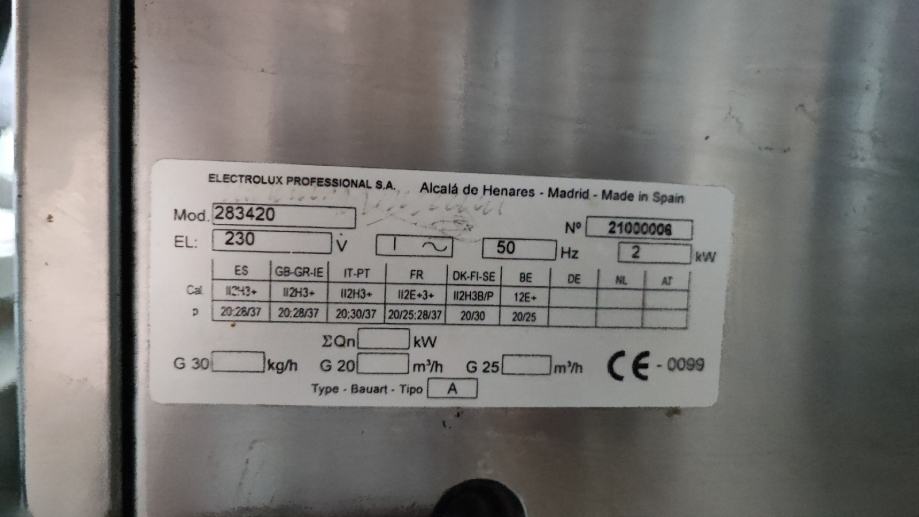 ELECTROLUX PROFESSIONAL S.A. Alcalá de Henares - Madrid - Made in Spain
Mod. 283420 Nº 21000006
EL: 230 V 1 ~ 50 Hz 2 kW
ES GB-GR-IE IT-PT FR DK-FI-SE BE DE NL AT
Cat II2H3+ II2H3+ II2H3+ II2E+3+ II2H3B/P 12E+
P 20:28/37 20:28/37 20;30/37 20/25:28/37 20/30 20/25
ΣQn kW
G 30 kg/h G 20 m³/h G 25 m³/h CE - 0099
Type - Bauart - Tipo A